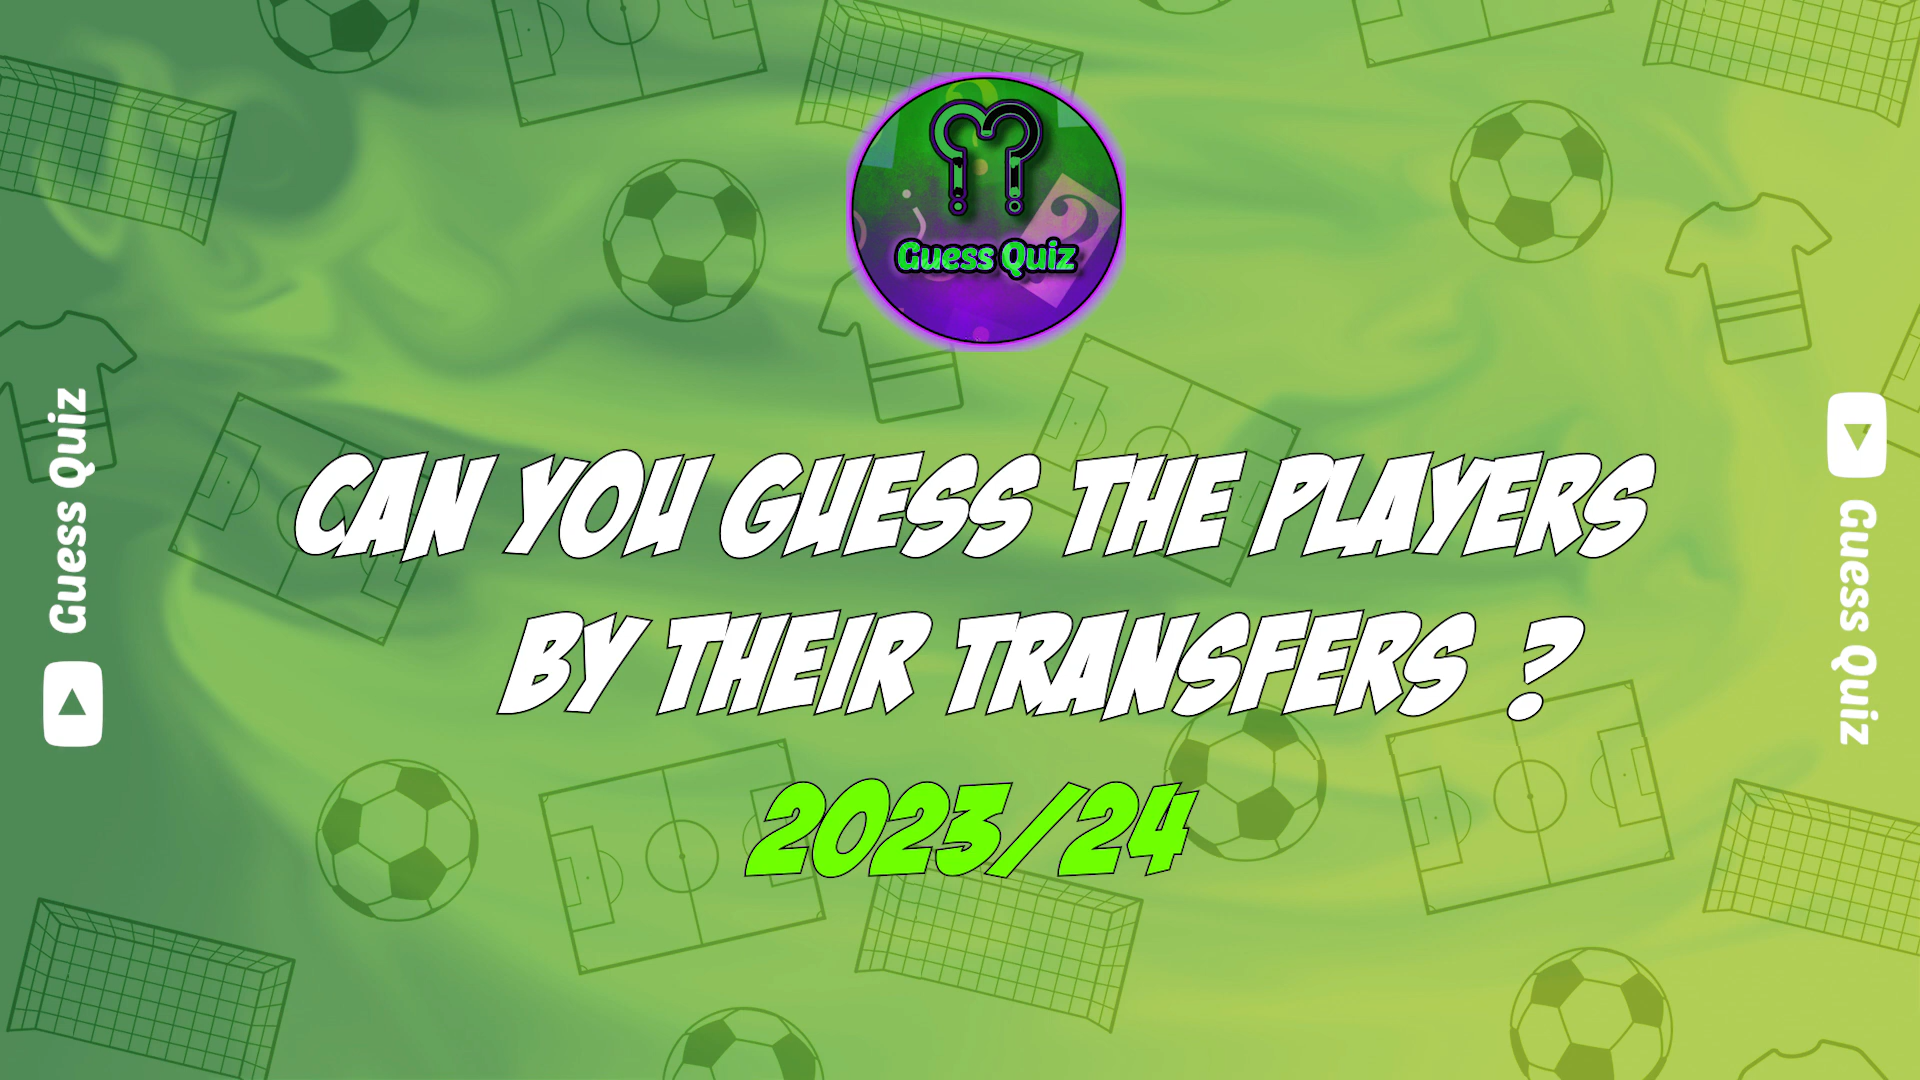 Guess Quiz
CAN YOU GUESS THE PLAYERS
BY THEIR TRANSFERS ?
2023/24
Guess Quiz
Guess Quiz